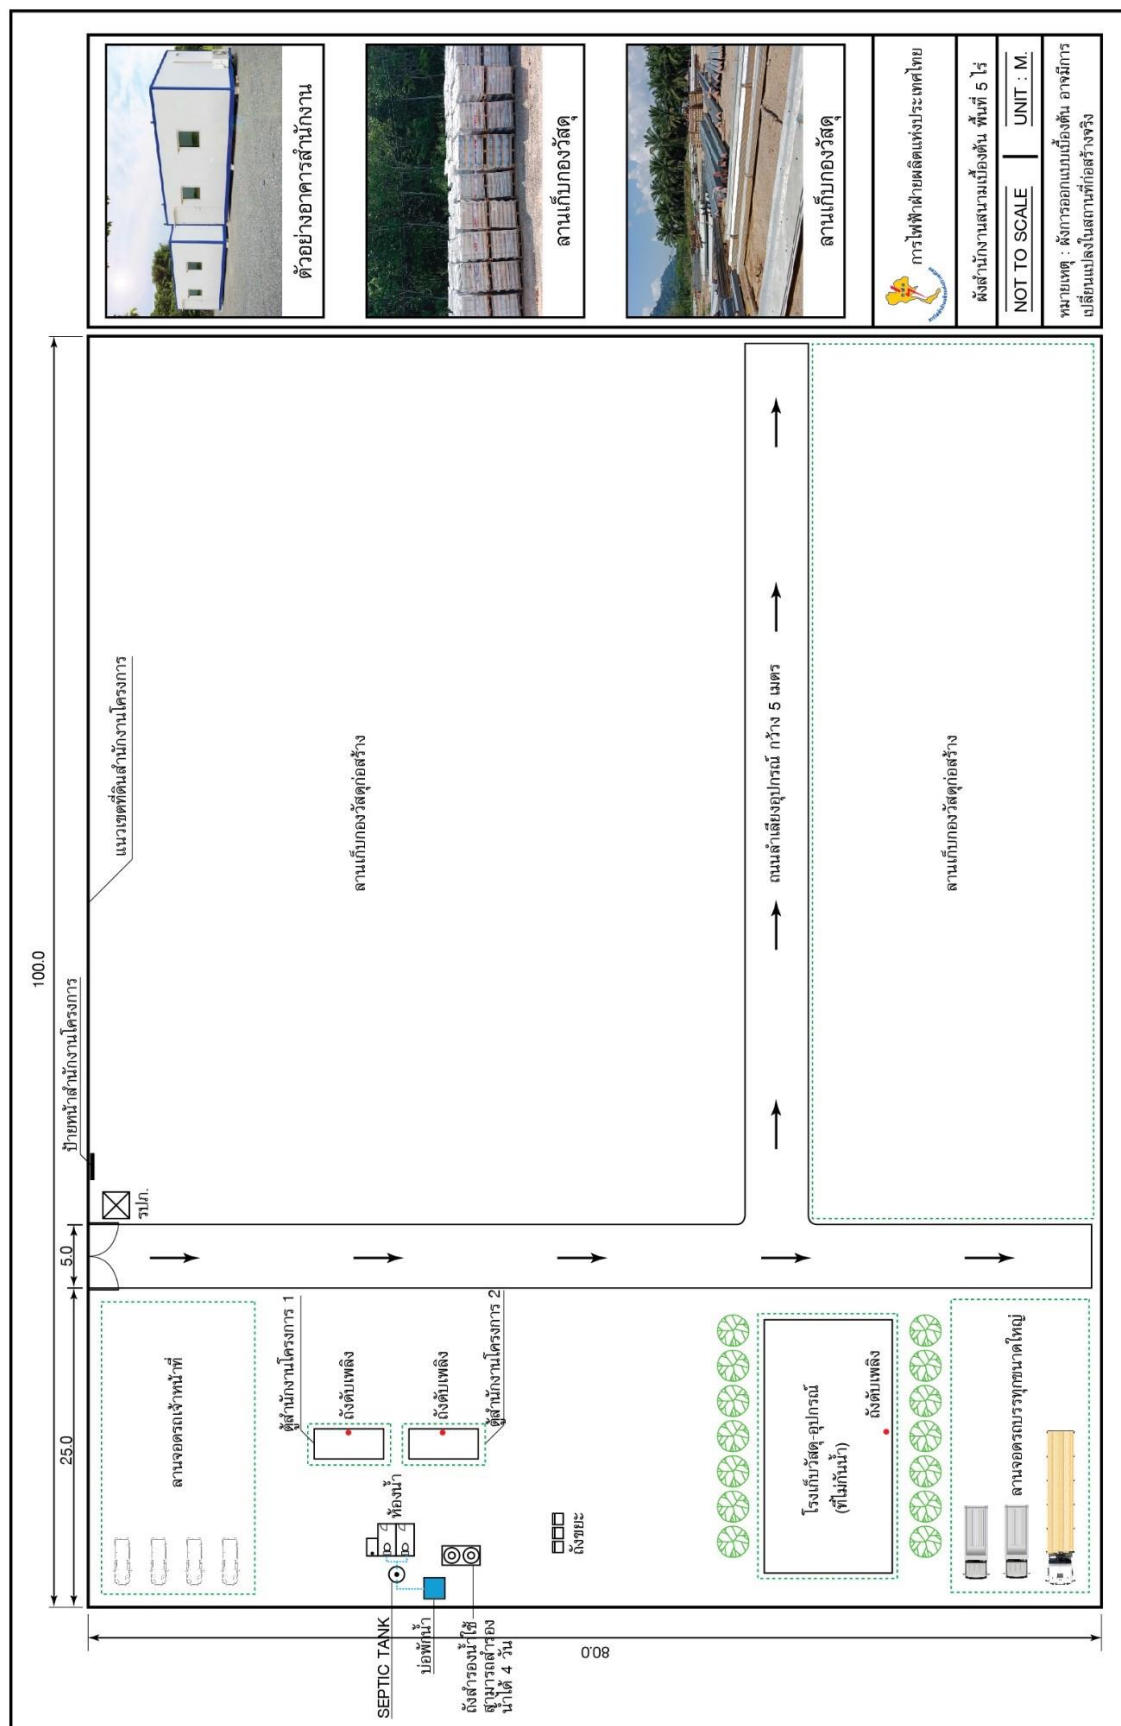 100.0
25.0
5.0
80.0
ป้ายหน้าสำนักงานโครงการ
แนวเขตที่ดินสำนักงานโครงการ
รปภ.
ลานจอดรถเจ้าหน้าที่
ตู้สำนักงานโครงการ 1
ถังดับเพลิง
ถังดับเพลิง
ตู้สำนักงานโครงการ 2
ห้องน้ำ
SEPTIC TANK
บ่อพักน้ำ
ถังสำรองน้ำใช้
สามารถสำรอง
น้ำได้ 4 วัน
ถังขยะ
โรงเก็บวัสดุ-อุปกรณ์
(ที่ไม่กันน้ำ)
ถังดับเพลิง
ลานจอดรถบรรทุกขนาดใหญ่
ลานเก็บกองวัสดุก่อสร้าง
ถนนลำเลียงอุปกรณ์ กว้าง 5 เมตร
ลานเก็บกองวัสดุก่อสร้าง
ตัวอย่างอาคารสำนักงาน
ลานเก็บกองวัสดุ
ลานเก็บกองวัสดุ
การไฟฟ้าฝ่ายผลิตแห่งประเทศไทย
ผังสำนักงานสนามเบื้องต้น พื้นที่ 5 ไร่
NOT TO SCALE
UNIT : M.
หมายเหตุ : ผังการออกแบบเบื้องต้น อาจมีการ
เปลี่ยนแปลงในสถานที่ก่อสร้างจริง